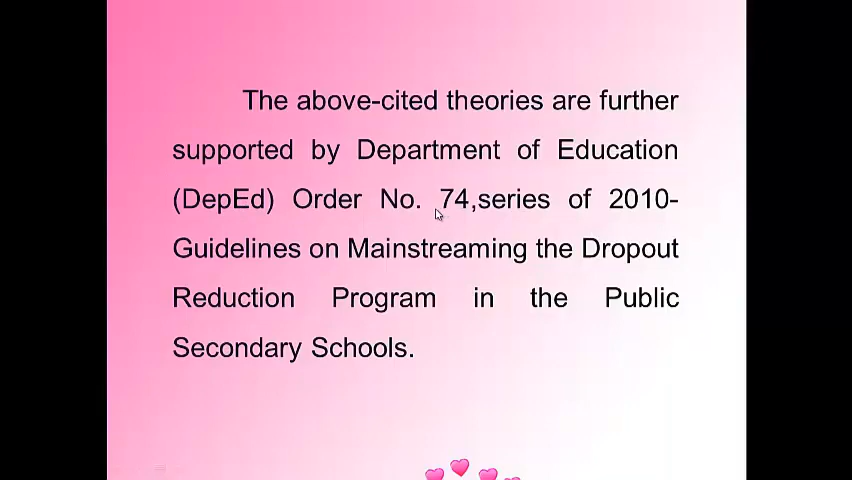 The above-cited theories are further
supported by Department of Education
(DepEd) Order No. 74,series of 2010-
Guidelines on Mainstreaming the Dropout
Reduction Program in the Public
Secondary Schools.